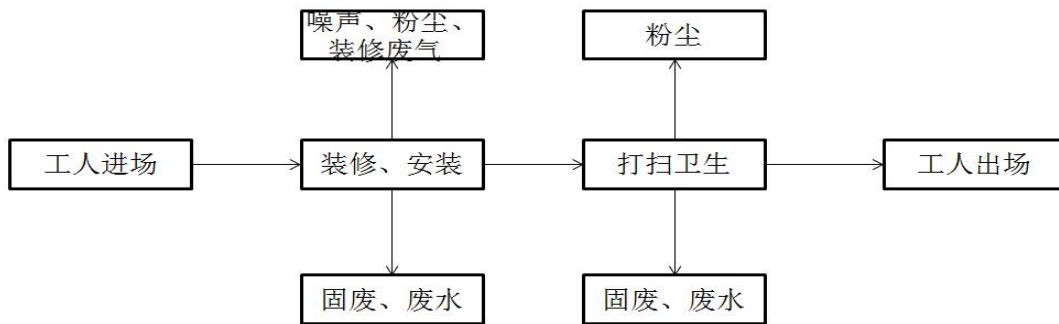 噪声、粉尘、
装修废气
粉尘
工人进场
装修、安装
打扫卫生
工人出场
固废、废水
固废、废水